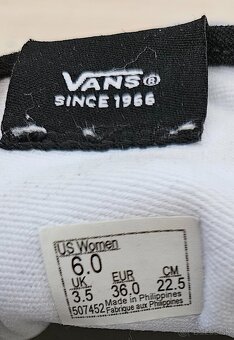 VANS®
SINCE 1966
US Women
6.0
UK EUR CM
3.5 36.0 22.5
507452 Made in Philippines
Fabrique aux Philippines